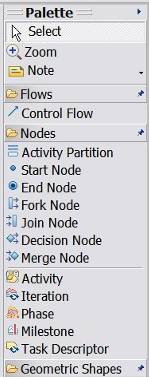 Palette
Select
Zoom
Note
Flows
Control Flow
Nodes
Activity Partition
Start Node
End Node
Fork Node
Join Node
Decision Node
Merge Node
Activity
Iteration
Phase
Milestone
Task Descriptor
Geometric Shapes